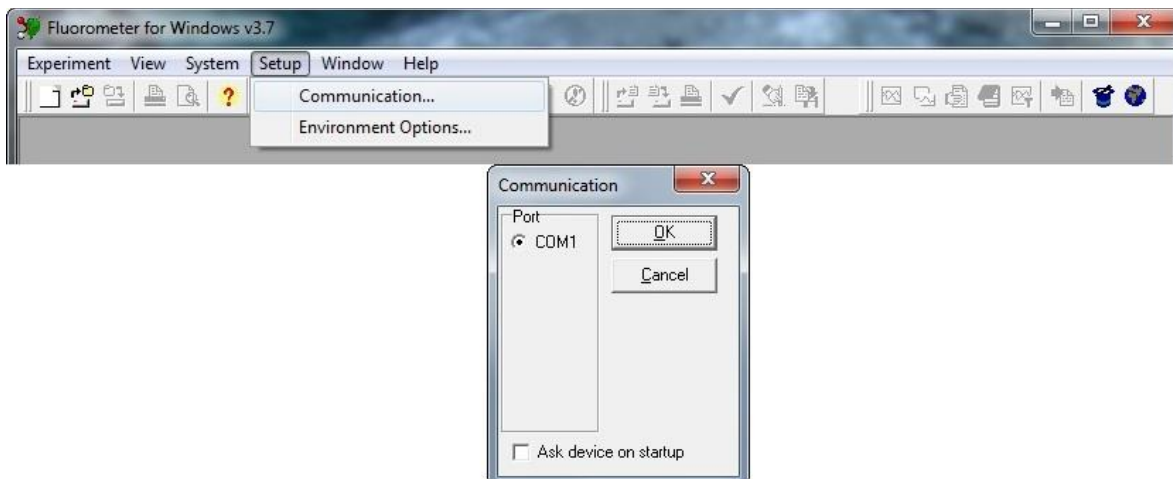 Fluorometer for Windows v3.7
Experiment View System Setup Window Help
?
Communication...
Environment Options...
Communication
Port
COM1
OK
Cancel
Ask device on startup